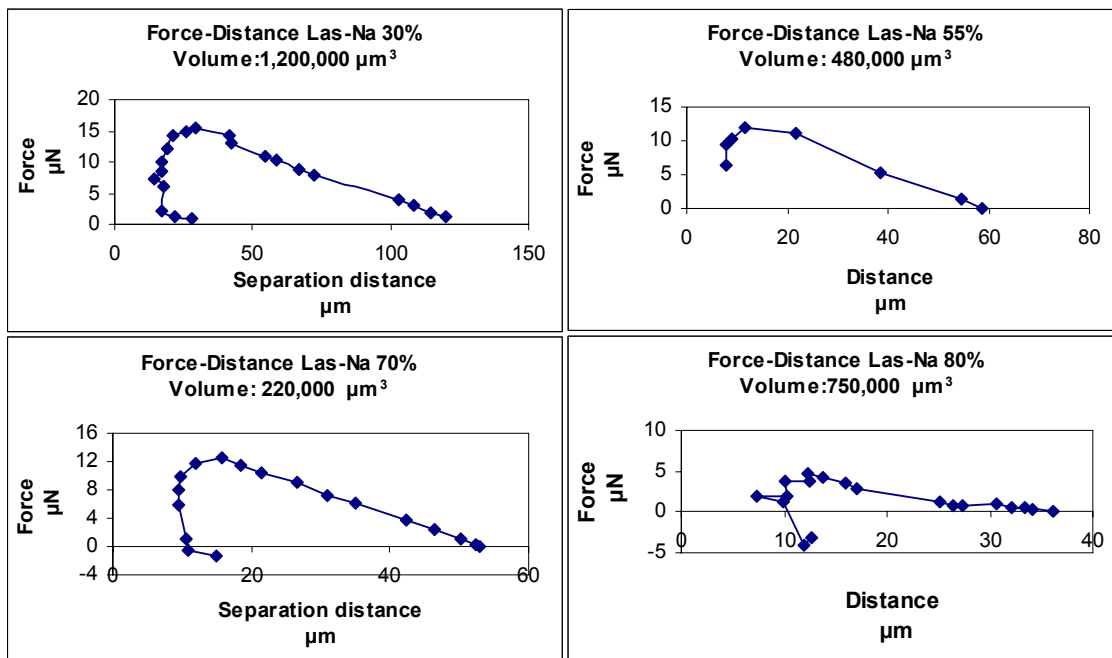 Force-Distance Las-Na 30%
Volume:1,200,000 µm³
20
15
10
5
0
Force
µN
0 50 100 150
Separation distance
µm
Force-Distance Las-Na 55%
Volume: 480,000 µm³
15
10
5
0
Force
µN
0 20 40 60 80
Distance
µm
Force-Distance Las-Na 70%
Volume: 220,000 µm³
16
12
8
4
0
-4
Force
µN
0 20 40 60
Separation distance
µm
Force-Distance Las-Na 80%
Volume:750,000 µm³
10
5
0
-5
Force
µN
0 10 20 30 40
Distance
µm